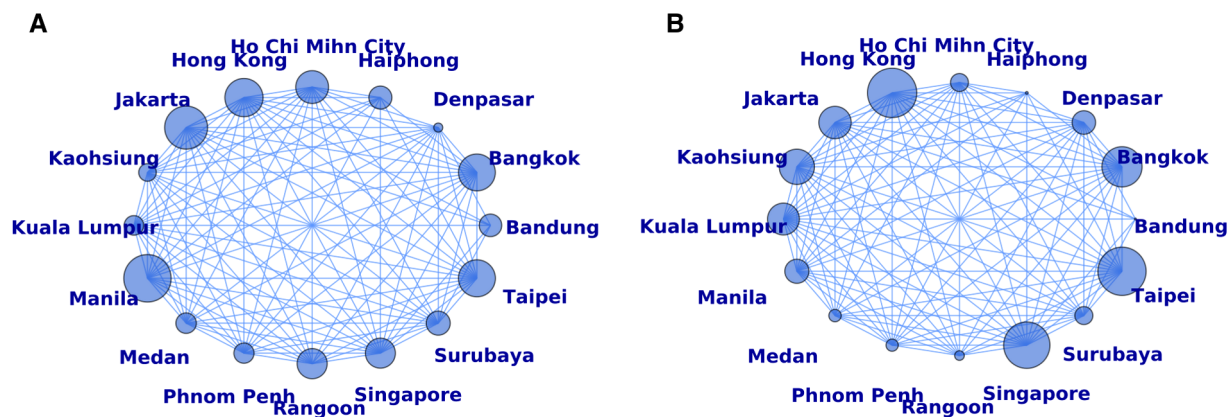 A
Ho Chi Mihn City
Hong Kong
Haiphong
Jakarta
Denpasar
Kaohsiung
Bangkok
Kuala Lumpur
Bandung
Manila
Taipei
Medan
Surubaya
Phnom Penh
Singapore
Rangoon
B
Ho Chi Mihn City
Hong Kong
Haiphong
Jakarta
Denpasar
Kaohsiung
Bangkok
Kuala Lumpur
Bandung
Manila
Taipei
Medan
Surubaya
Phnom Penh
Singapore
Rangoon